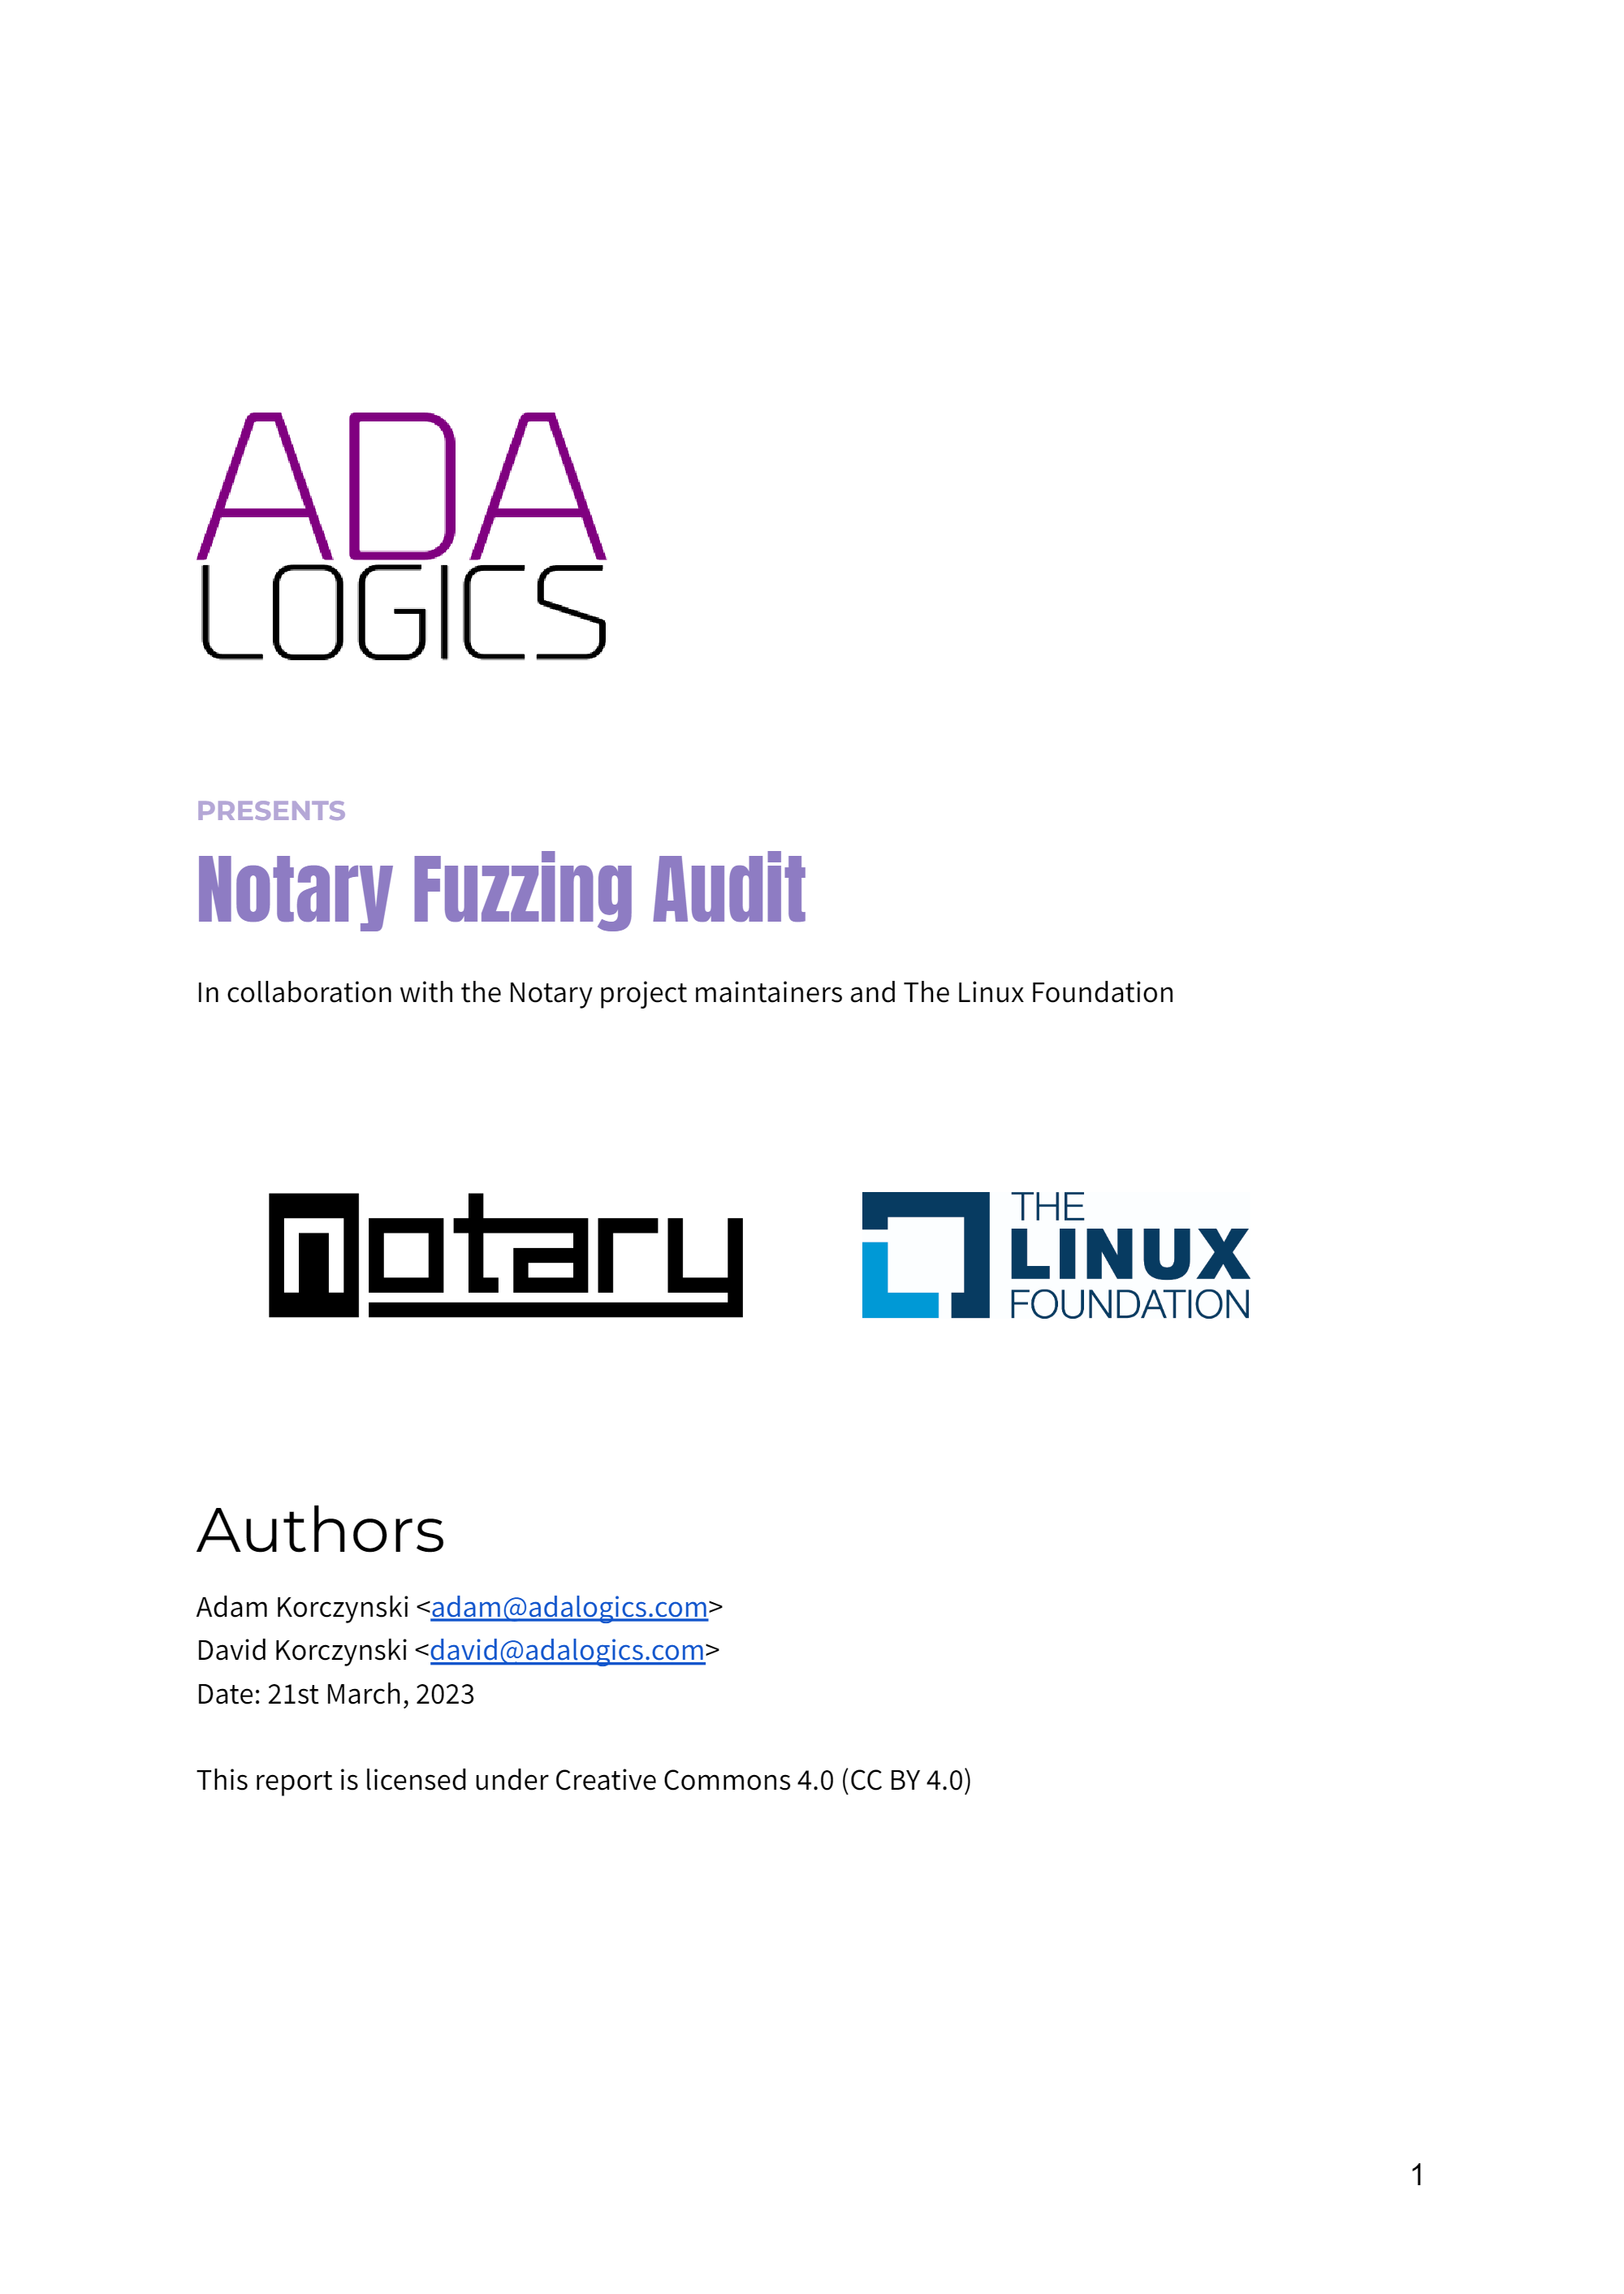 ADA
LOGICS
PRESENTS
Notary Fuzzing Audit
In collaboration with the Notary project maintainers and The Linux Foundation
notary
THE
LINUX
FOUNDATION
Authors
Adam Korczynski <adam@adalogics.com>
David Korczynski <david@adalogics.com>
Date: 21st March, 2023
This report is licensed under Creative Commons 4.0 (CC BY 4.0)
1